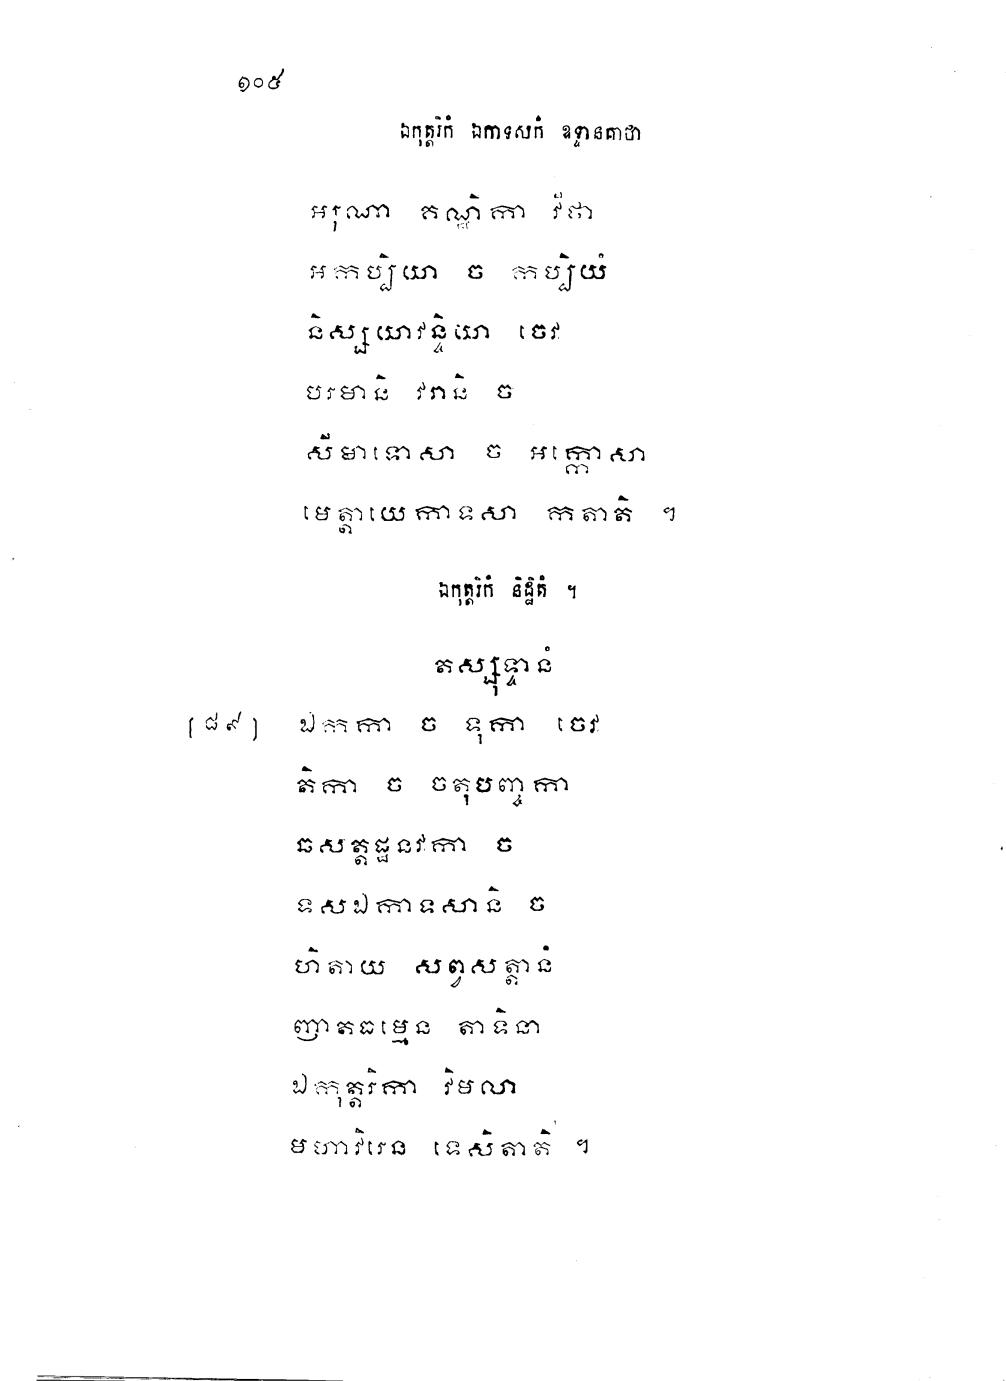 ១០៥
ឯកុត្តរិកំ ឯកាទសកំ ឧទ្ទានគាថា
អរុណា គណ្ឋិកា វីថា
អកប្បិយា ច កប្បិយំ
និស្សយាវន្ទិយា ចេវ
បរមានិ វរានិ ច
សីមាទោសា ច អក្កោសា
មេត្តាយេកាទសា កតាតិ ។
ឯកុត្តរិកំ និដ្ឋិតំ ។
តស្សុទ្ទានំ
[៨៩] ឯកកា ច ទុកា ចេវ
តិកា ច ចតុបញ្ចកា
ឆសត្តដ្ឋនវកា ច
ទសឯកាទសានិ ច
ហិតាយ សព្វសត្តានំ
ញាតធម្មេន តាទិនា
ឯកុត្តរិកា វិមលា
មហាវិរេន ទេសិតាតិ ។